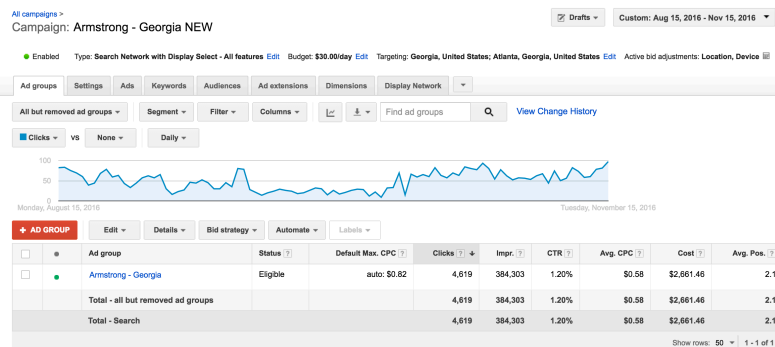 All campaigns >
Campaign: Armstrong - Georgia NEW
Drafts
Custom: Aug 15, 2016 - Nov 15, 2016
Enabled Type: Search Network with Display Select - All features Edit Budget: $30.00/day Edit Targeting: Georgia, United States; Atlanta, Georgia, United States Edit Active bid adjustments: Location, Device
Ad groups Settings Ads Keywords Audiences Ad extensions Dimensions Display Network
All but removed ad groups Segment Filter Columns Find ad groups View Change History
Clicks VS None Daily
100
50
0
Monday, August 15, 2016 Tuesday, November 15, 2016
+ AD GROUP Edit Details Bid strategy Automate Labels
Ad group Status ? Default Max. CPC ? Clicks ? Impr. ? CTR ? Avg. CPC ? Cost ? Avg. Pos. ?
Armstrong - Georgia Eligible auto: $0.82 4,619 384,303 1.20% $0.58 $2,661.46 2.1
Total - all but removed ad groups 4,619 384,303 1.20% $0.58 $2,661.46 2.1
Total - Search 4,619 384,303 1.20% $0.58 $2,661.46 2.1
Show rows: 50 1 - 1 of 1